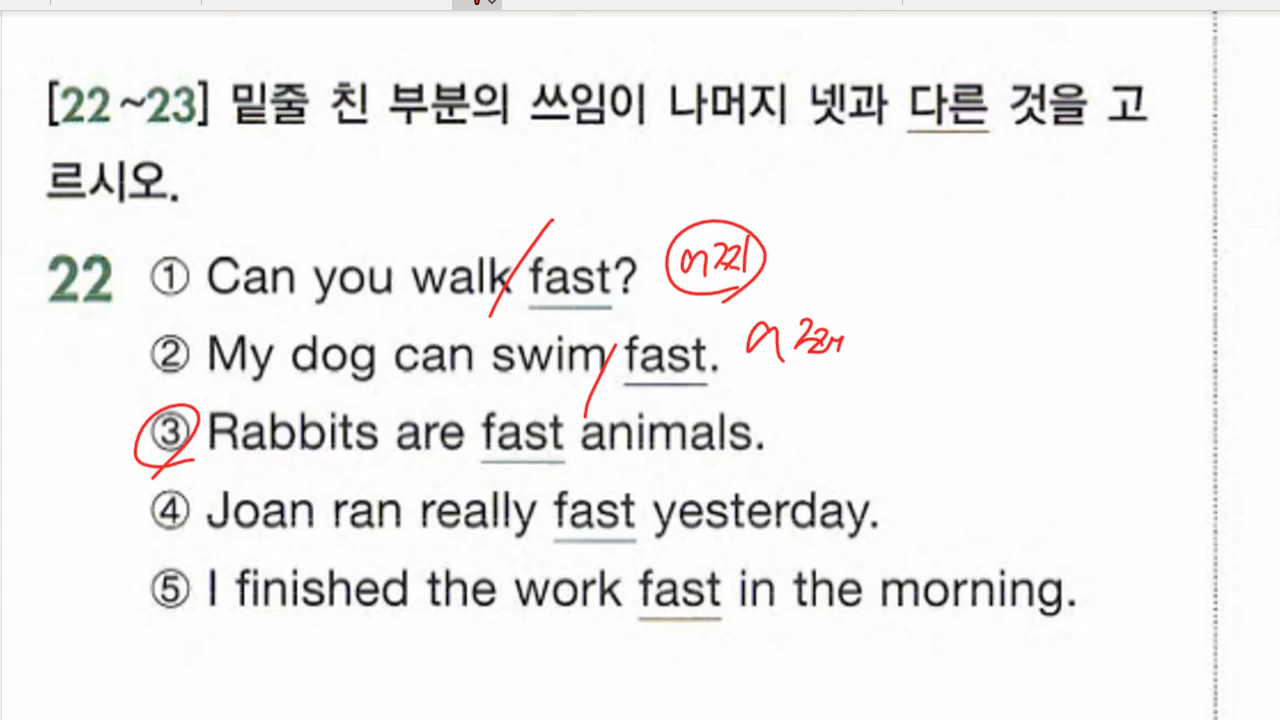 [22~23] 밑줄 친 부분의 쓰임이 나머지 넷과 다른 것을 고
르시오.
22 ① Can you walk fast?
② My dog can swim fast.
③ Rabbits are fast animals.
④ Joan ran really fast yesterday.
⑤ I finished the work fast in the morning.